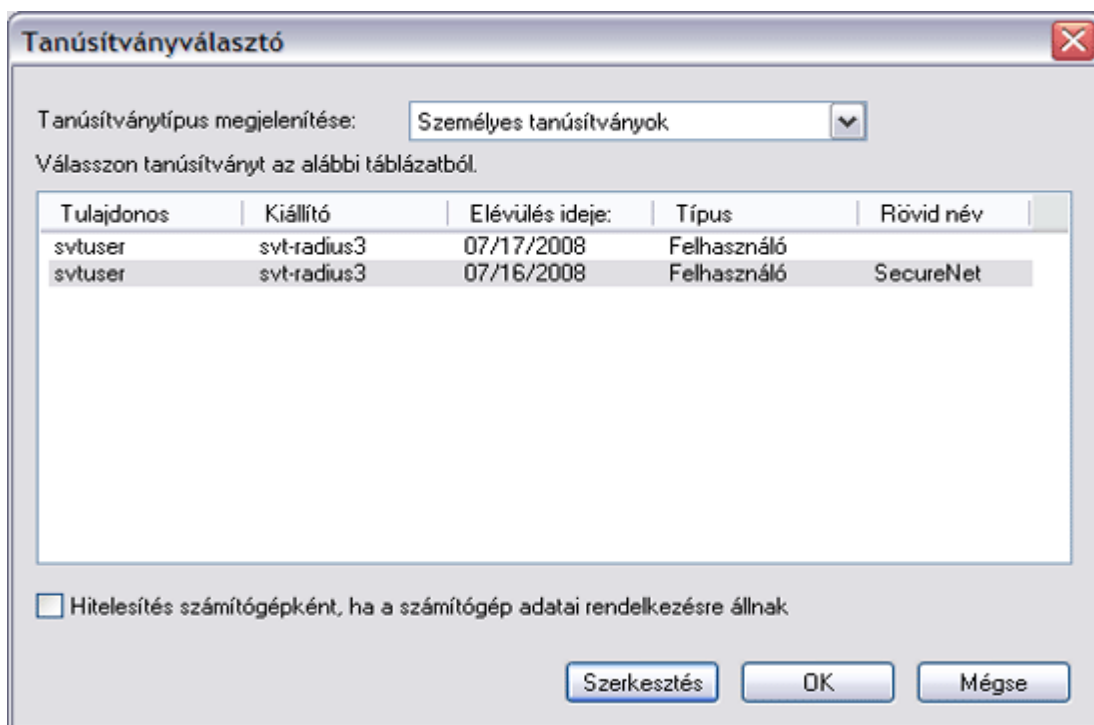 Tanúsítványválasztó
Tanúsítványtípus megjelenítése: Személyes tanúsítványok
Válasszon tanúsítványt az alábbi táblázatból.
Tulajdonos Kiállító Elévülés ideje: Típus Rövid név
svtuser svt-radius3 07/17/2008 Felhasználó
svtuser svt-radius3 07/16/2008 Felhasználó SecureNet
Hitelesítés számítógépként, ha a számítógép adatai rendelkezésre állnak
Szerkesztés OK Mégse